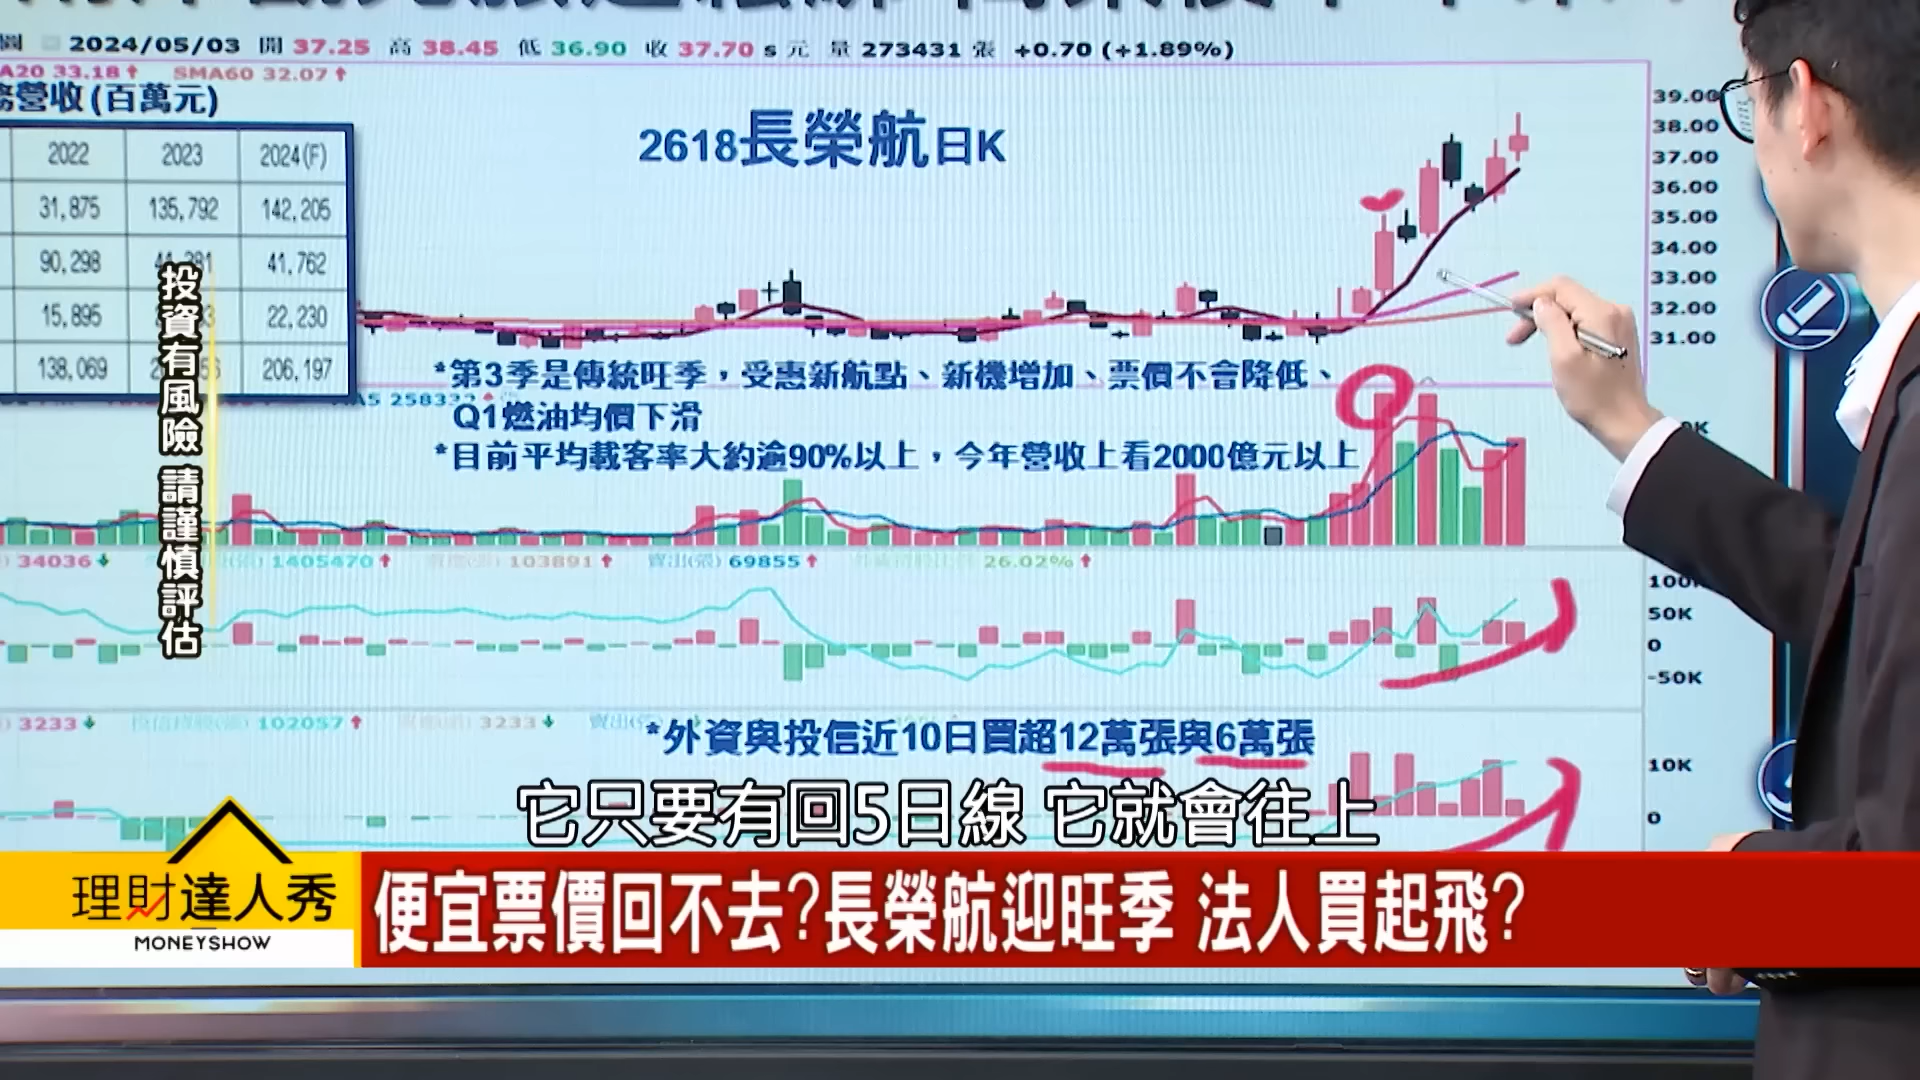 2024/05/03 開 37.25 高 38.45 低 36.90 收 37.70 s 元 量 273431 張 +0.70 (+1.89%)
A20 33.18↑ SMA60 32.07↑
營收(百萬元)
2022 2023 2024(F)
31,875 135,792 142,205
90,298 41,762
15,895 22,230
138,069 206,197
2618長榮航日K
39.00
38.00
37.00
36.00
35.00
34.00
33.00
32.00
31.00
*第3季是傳統旺季，受惠新航點、新機增加、票價不會降低、
Q1燃油均價下滑
*目前平均載客率大約逾90%以上，今年營收上看2000億元以上
34036↓ 1405470↑ 103891↑ 賣出(張) 69855↑ 26.02%↑
50K
0
-50K
3233↓ 102057↑ 3233↓
*外資與投信近10日買超12萬張與6萬張
10K
0
投資有風險 請謹慎評估
它只要有回5日線 它就會往上
理財達人秀
MONEYSHOW
便宜票價回不去?長榮航迎旺季 法人買起飛?